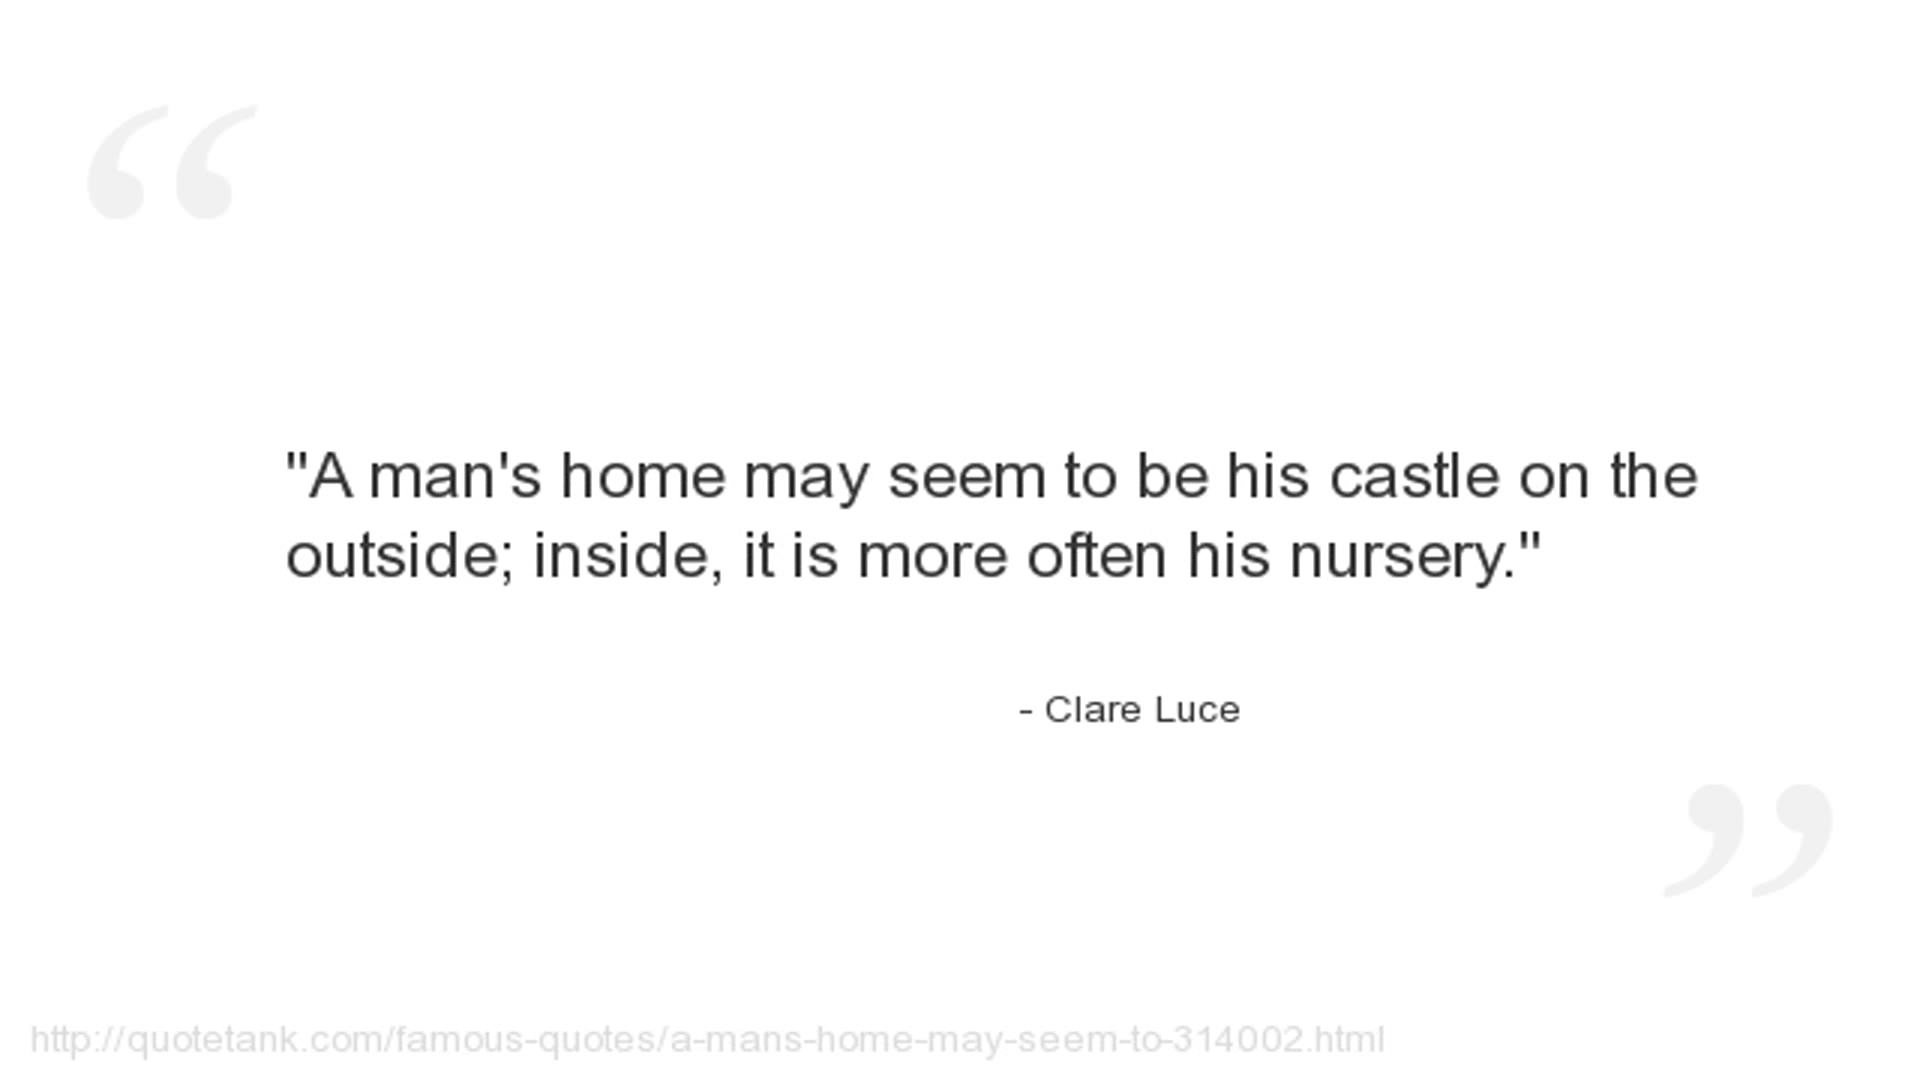 "A man's home may seem to be his castle on the
outside; inside, it is more often his nursery."
- Clare Luce
http://quotetank.com/famous-quotes/a-mans-home-may-seem-to-314002.html